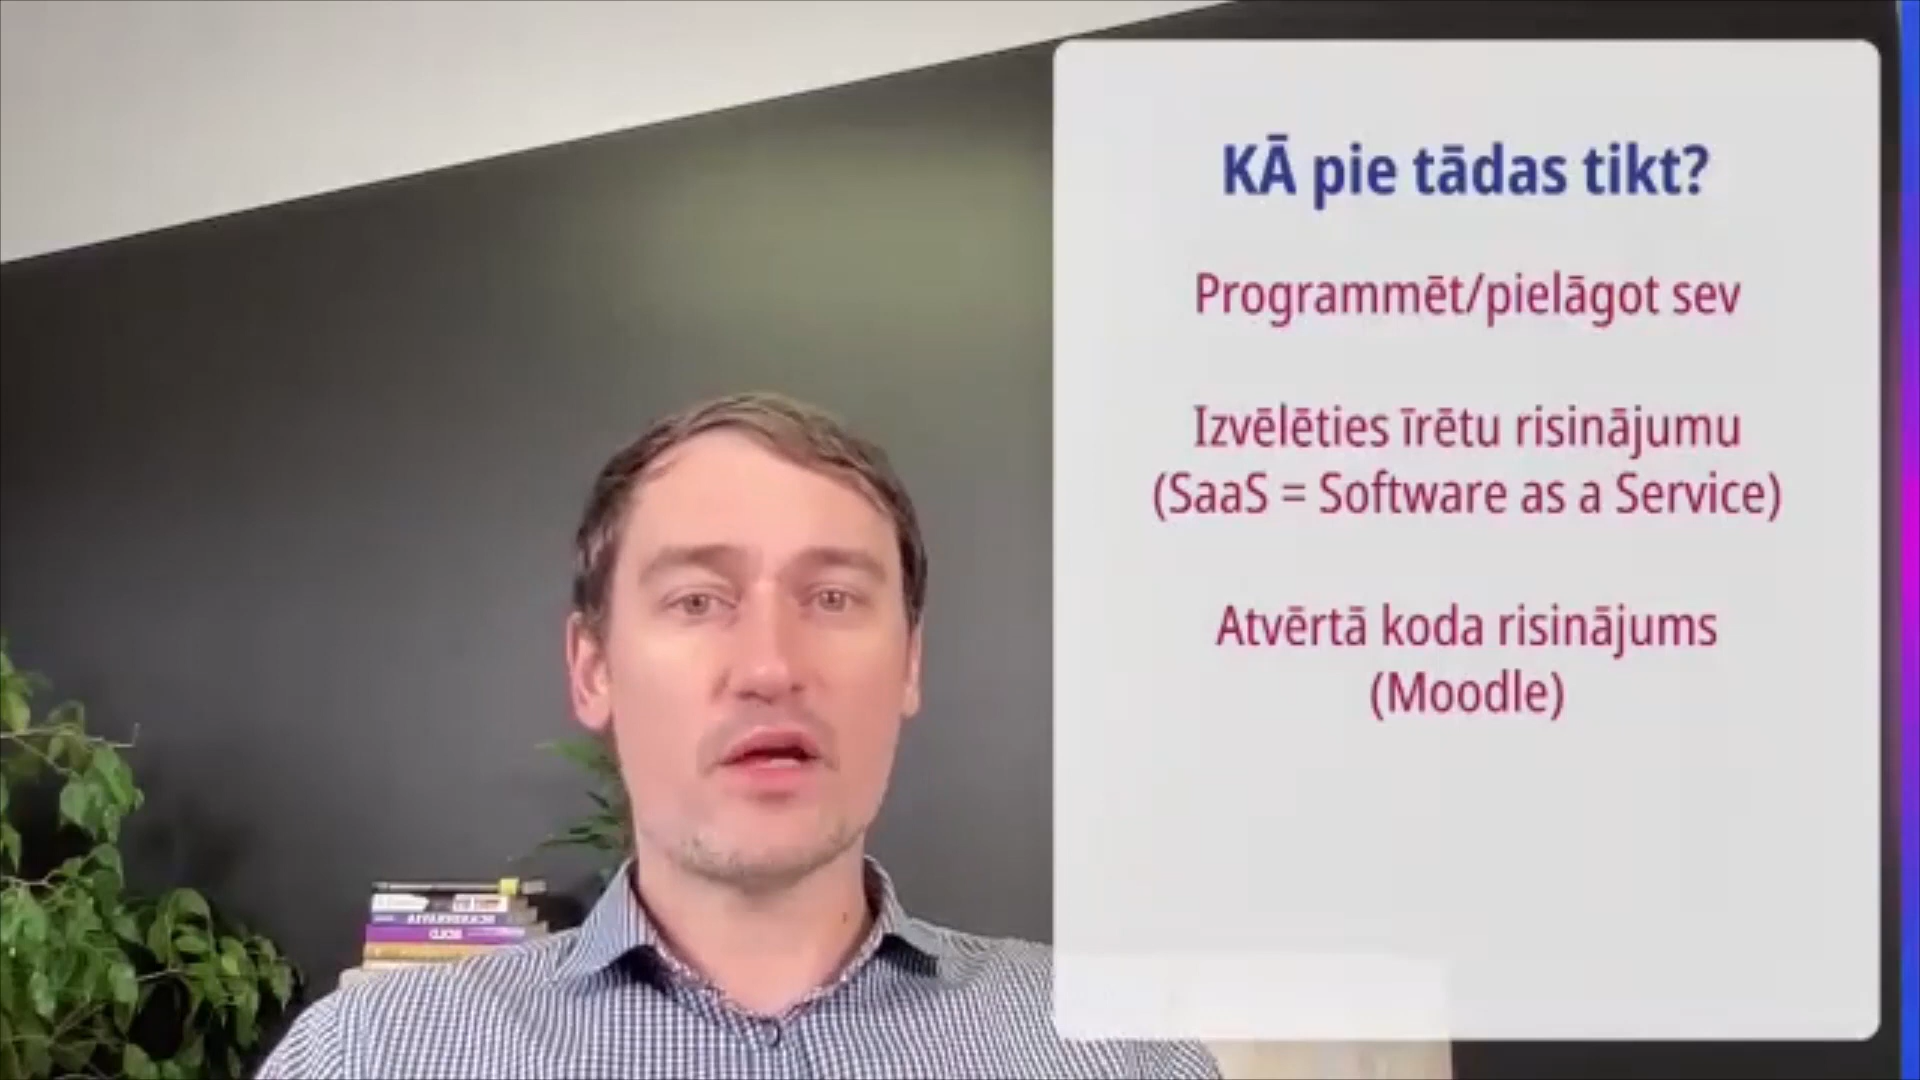 KĀ pie tādas tikt?
Programmēt/pielāgot sev
Izvēlēties īrētu risinājumu
(SaaS = Software as a Service)
Atvērtā koda risinājums
(Moodle)